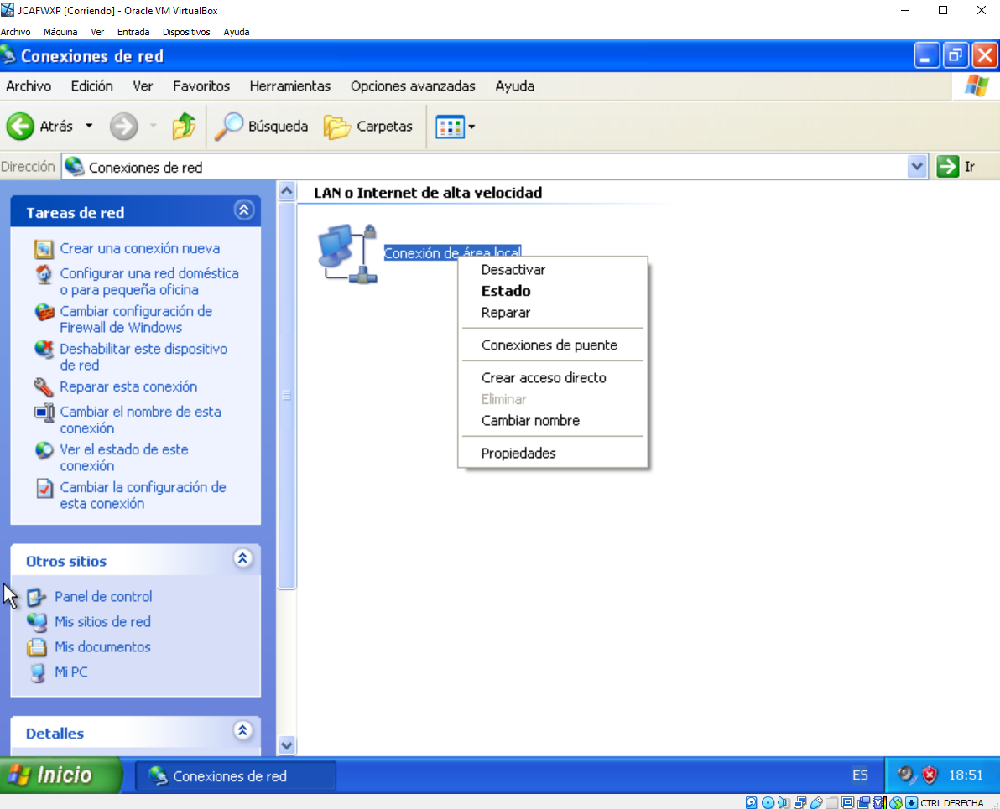 JCAFWXP [Corriendo] - Oracle VM VirtualBox
Archivo Máquina Ver Entrada Dispositivos Ayuda
Conexiones de red
Archivo Edición Ver Favoritos Herramientas Opciones avanzadas Ayuda
Atrás Búsqueda Carpetas
Dirección Conexiones de red Ir
Tareas de red
Crear una conexión nueva
Configurar una red doméstica
o para pequeña oficina
Cambiar configuración de
Firewall de Windows
Deshabilitar este dispositivo
de red
Reparar esta conexión
Cambiar el nombre de esta
conexión
Ver el estado de este
conexión
Cambiar la configuración de
esta conexión
Otros sitios
Panel de control
Mis sitios de red
Mis documentos
Mi PC
Detalles
LAN o Internet de alta velocidad
Conexión de área local
Desactivar
Estado
Reparar
Conexiones de puente
Crear acceso directo
Eliminar
Cambiar nombre
Propiedades
Inicio Conexiones de red ES 18:51
CTRL DERECHA